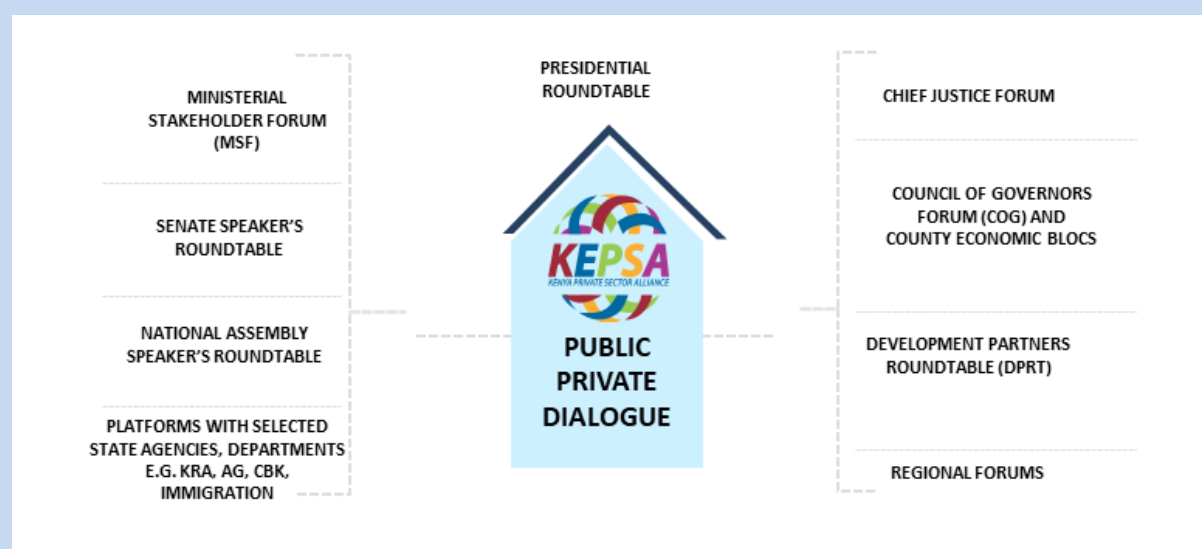 MINISTERIAL
STAKEHOLDER FORUM
(MSF)
SENATE SPEAKER'S
ROUNDTABLE
NATIONAL ASSEMBLY
SPEAKER'S ROUNDTABLE
PLATFORMS WITH SELECTED
STATE AGENCIES, DEPARTMENTS
E.G. KRA, AG, CBK,
IMMIGRATION
PRESIDENTIAL
ROUNDTABLE
KEPSA
KENYA PRIVATE SECTOR ALLIANCE
PUBLIC
PRIVATE
DIALOGUE
CHIEF JUSTICE FORUM
COUNCIL OF GOVERNORS
FORUM (COG) AND
COUNTY ECONOMIC BLOCS
DEVELOPMENT PARTNERS
ROUNDTABLE (DPRT)
REGIONAL FORUMS